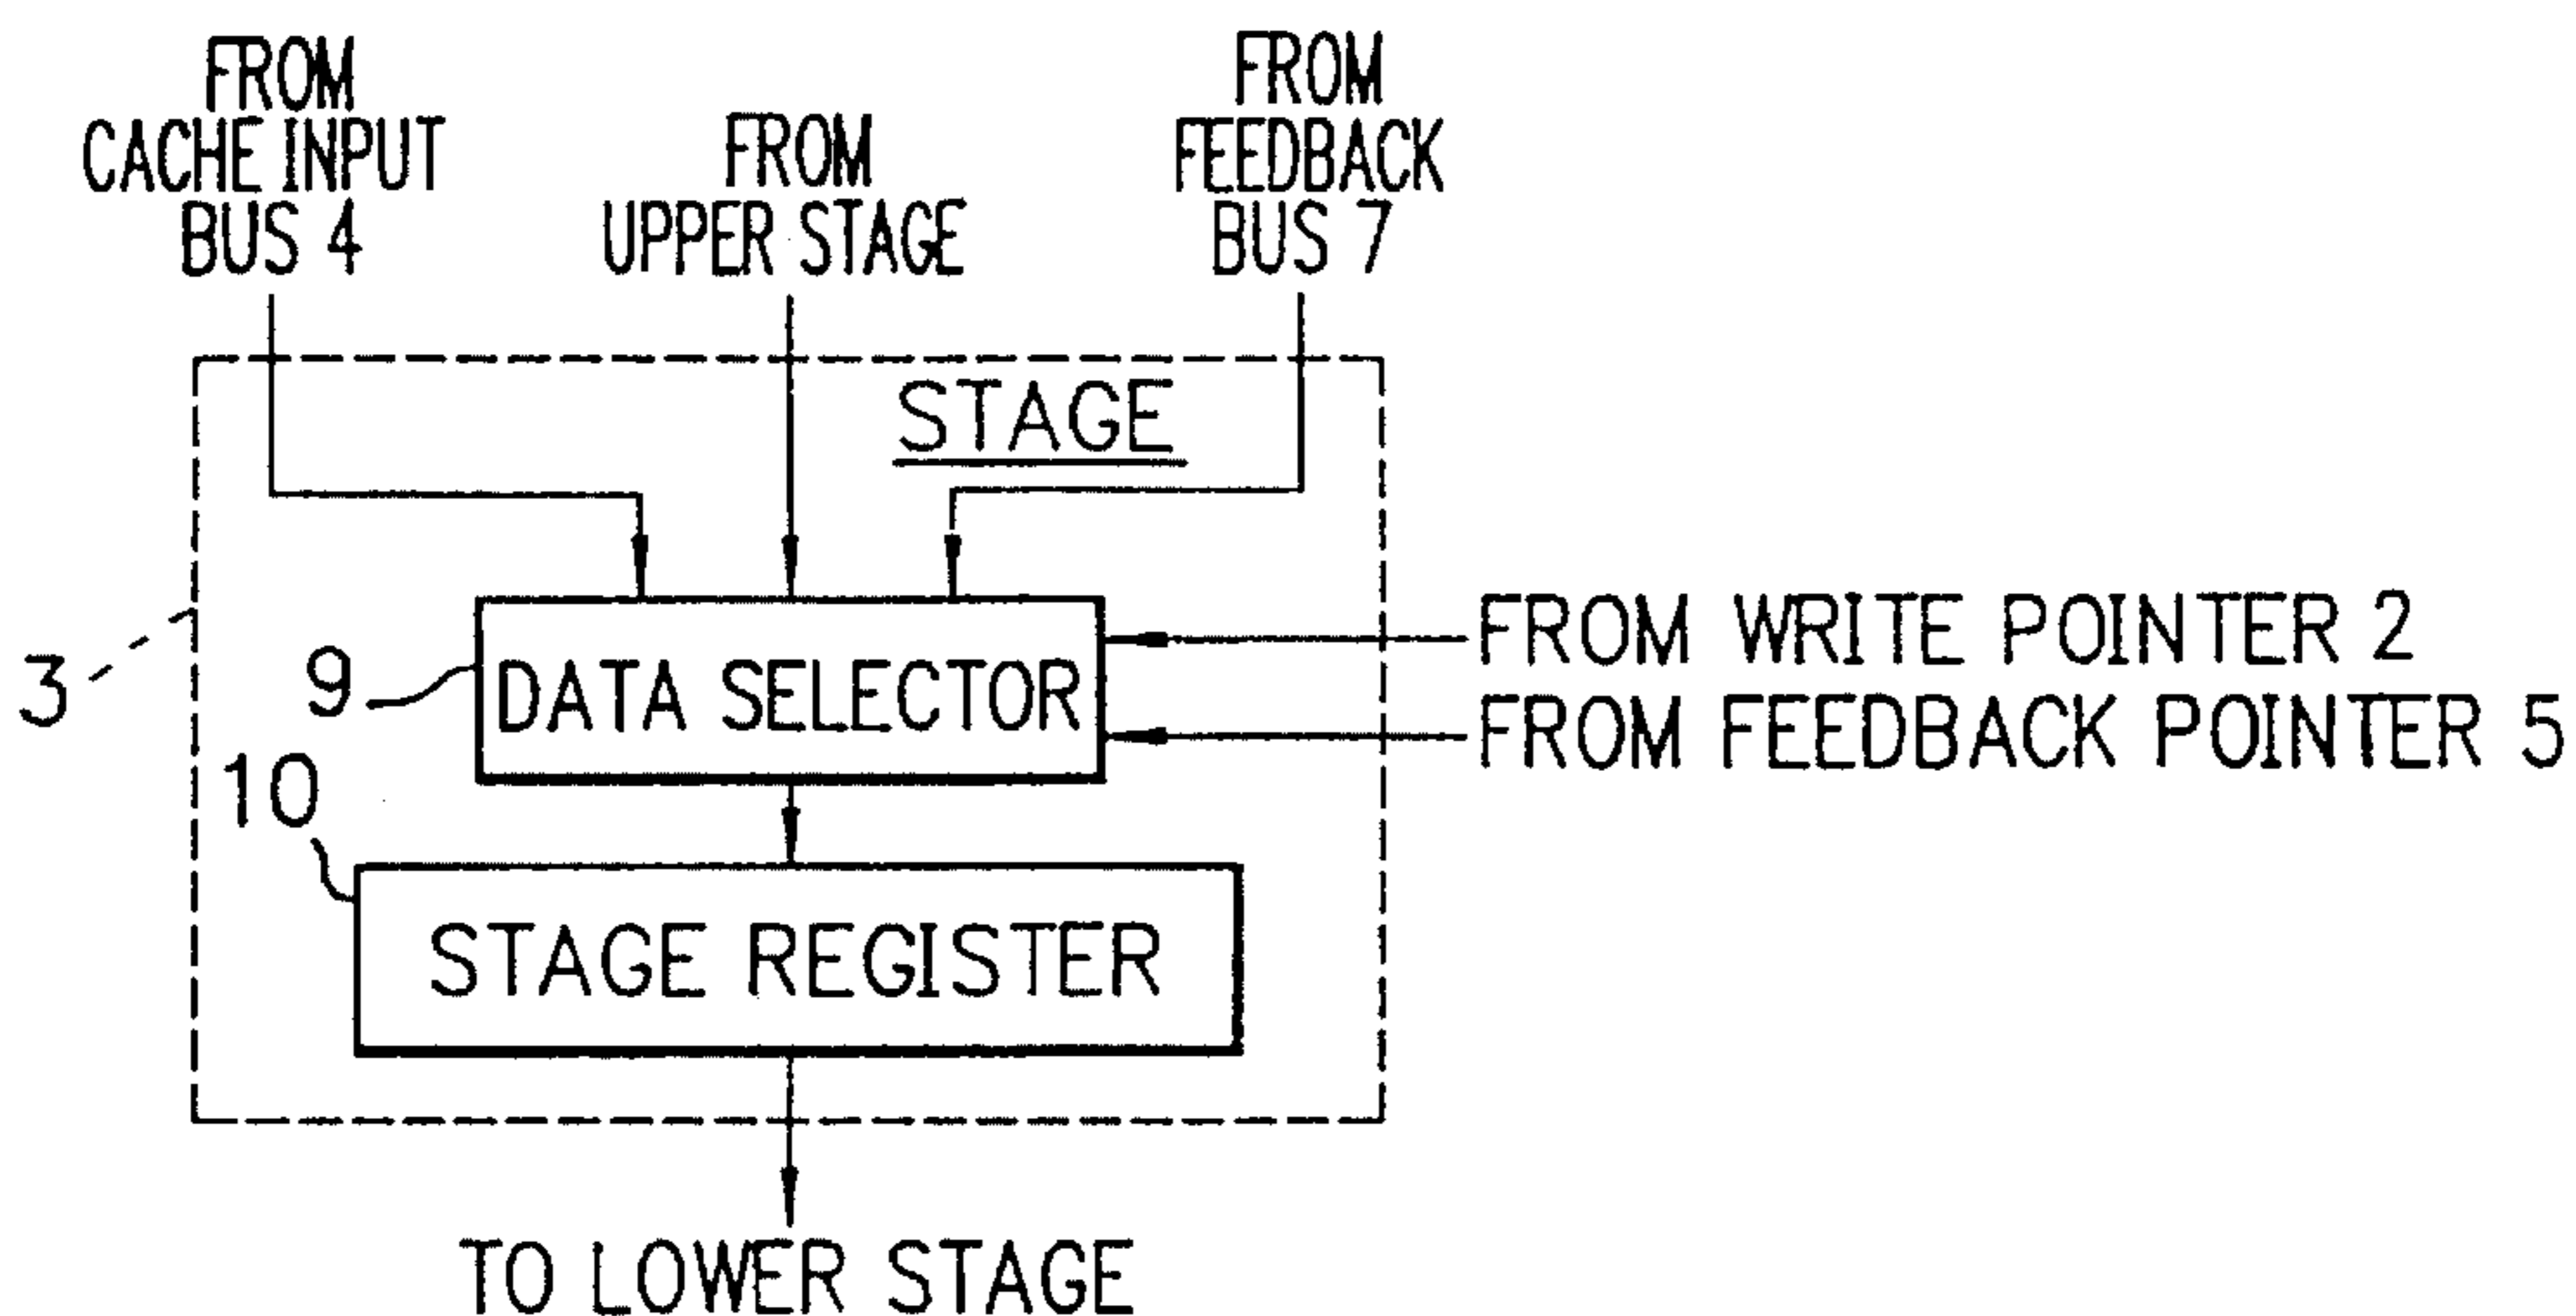 FROM
CACHE INPUT
BUS 4
FROM
UPPER STAGE
FROM
FEEDBACK
BUS 7
STAGE
3
9
DATA SELECTOR
FROM WRITE POINTER 2
FROM FEEDBACK POINTER 5
10
STAGE REGISTER
TO LOWER STAGE